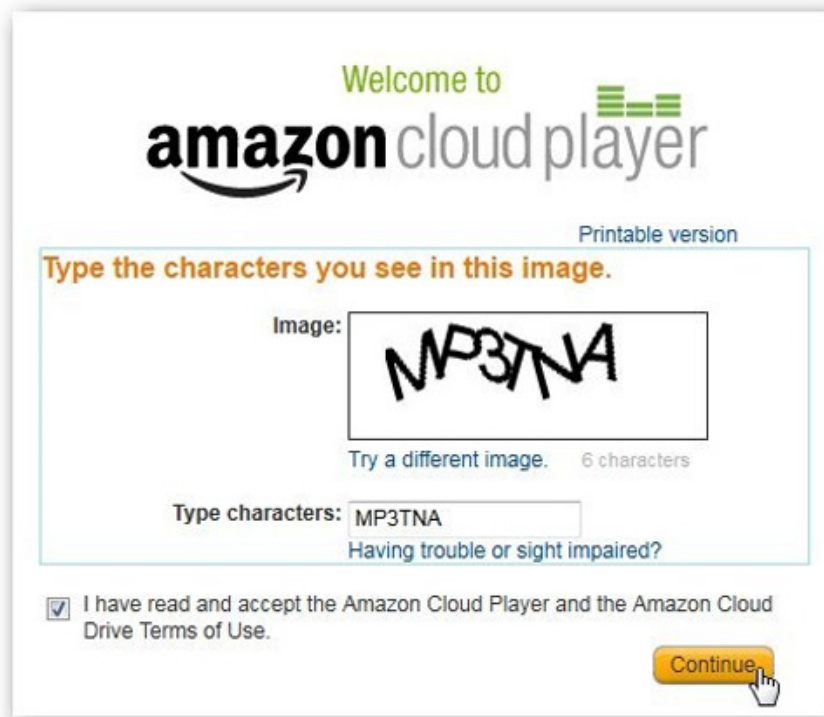 Welcome to
amazon cloud player
Printable version
Type the characters you see in this image.
Image: MP3TNA
Try a different image. 6 characters
Type characters: MP3TNA
Having trouble or sight impaired?
I have read and accept the Amazon Cloud Player and the Amazon Cloud
Drive Terms of Use.
Continue